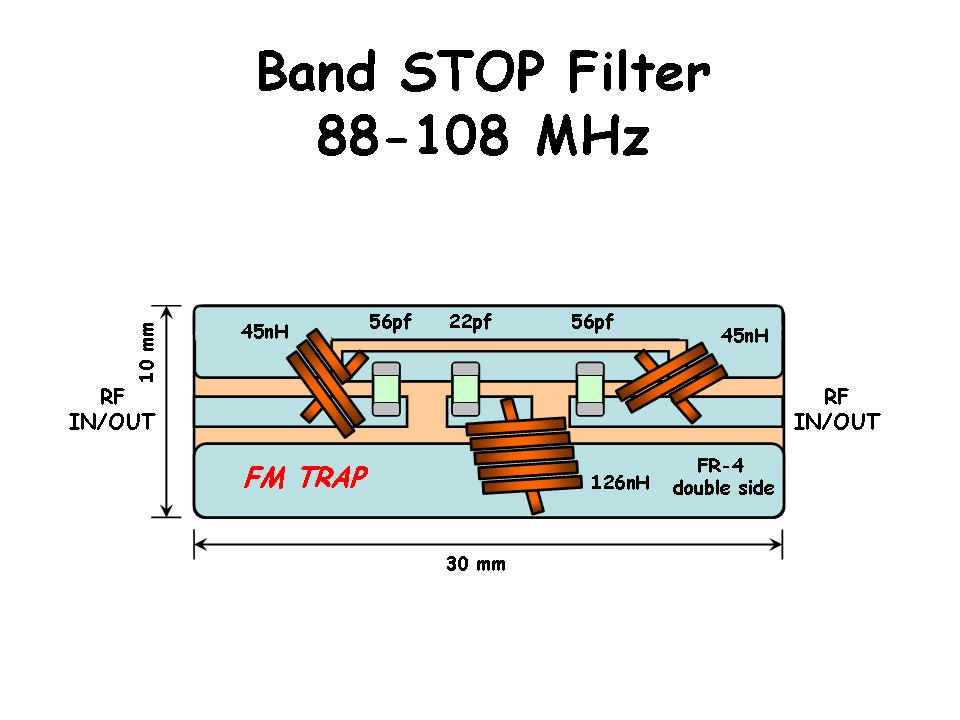 Band STOP Filter
88-108 MHz
45nH
56pf
22pf
56pf
45nH
10 mm
RF
IN/OUT
RF
IN/OUT
FM TRAP
126nH
FR-4
double side
30 mm